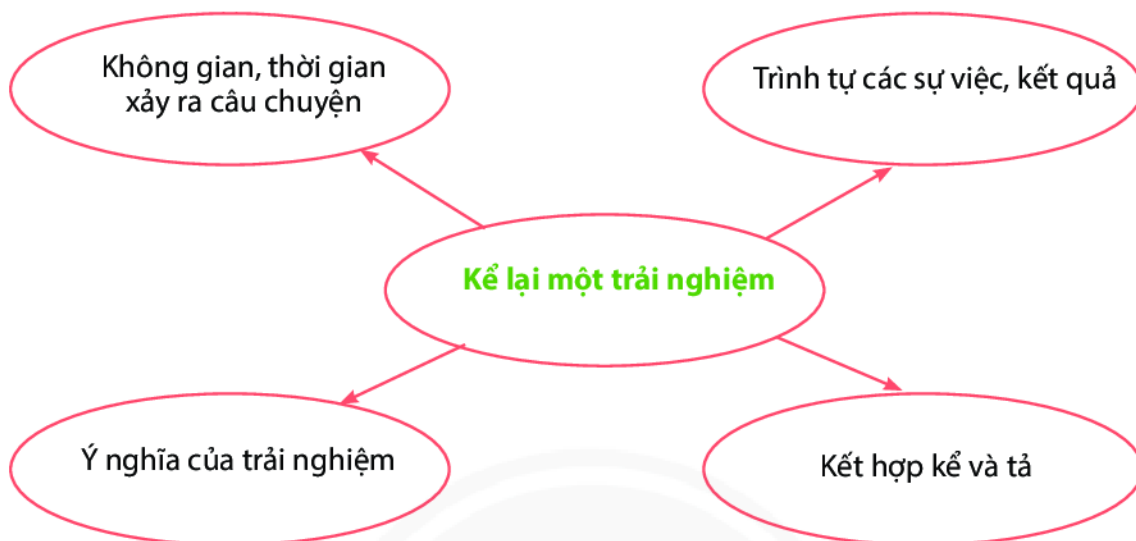 Không gian, thời gian
xảy ra câu chuyện
Trình tự các sự việc, kết quả
Kể lại một trải nghiệm
Ý nghĩa của trải nghiệm
Kết hợp kể và tả